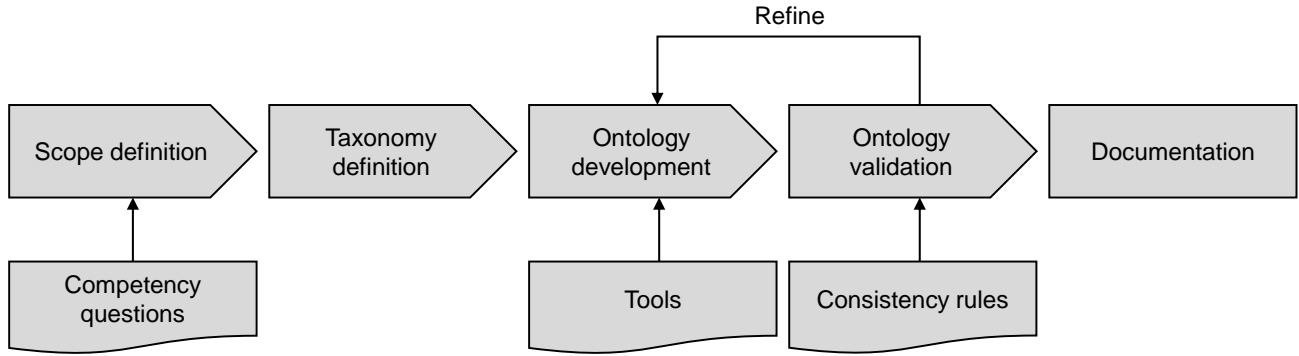 Refine
Scope definition
Taxonomy
definition
Ontology
development
Ontology
validation
Documentation
Competency
questions
Tools
Consistency rules